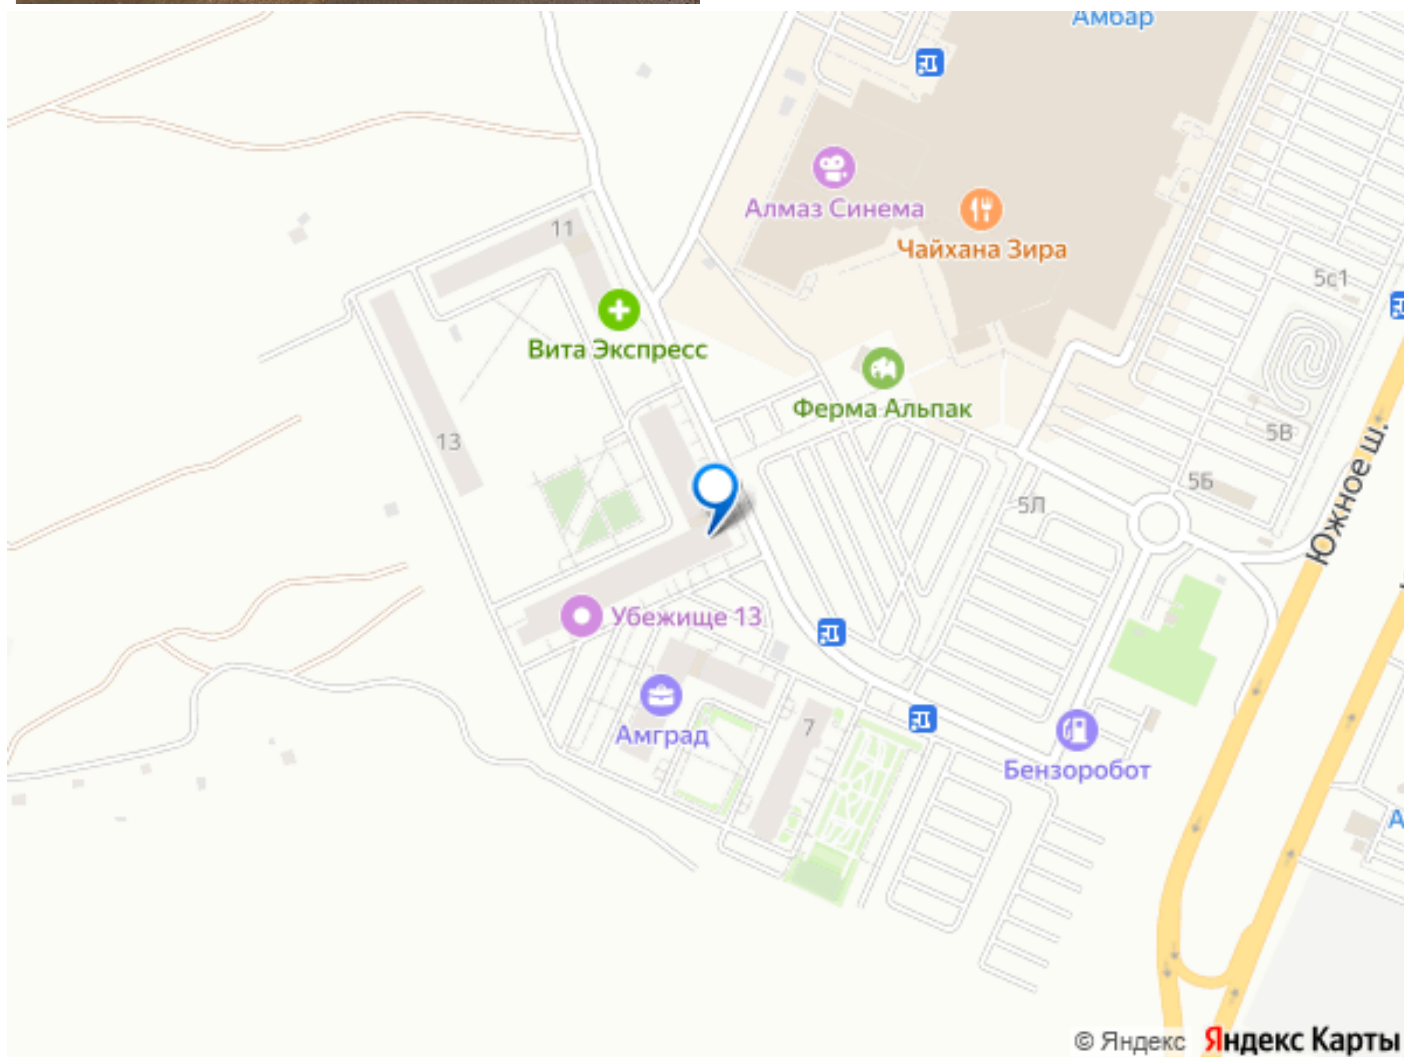 Амбар
Алмаз Синема
Чайхана Зира
11
5с1
Вита Экспресс
Ферма Альпак
13
5В
5Б
5Л
Южное ш.
Убежище 13
Амград
7
Бензоробот
А
© Яндекс Яндекс Карты